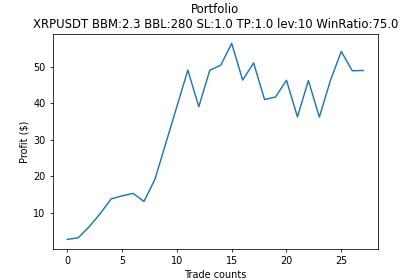 Portfolio
XRPUSDT BBM:2.3 BBL:280 SL:1.0 TP:1.0 lev:10 WinRatio:75.0
Profit ($)
50
40
30
20
10
0 5 10 15 20 25
Trade counts